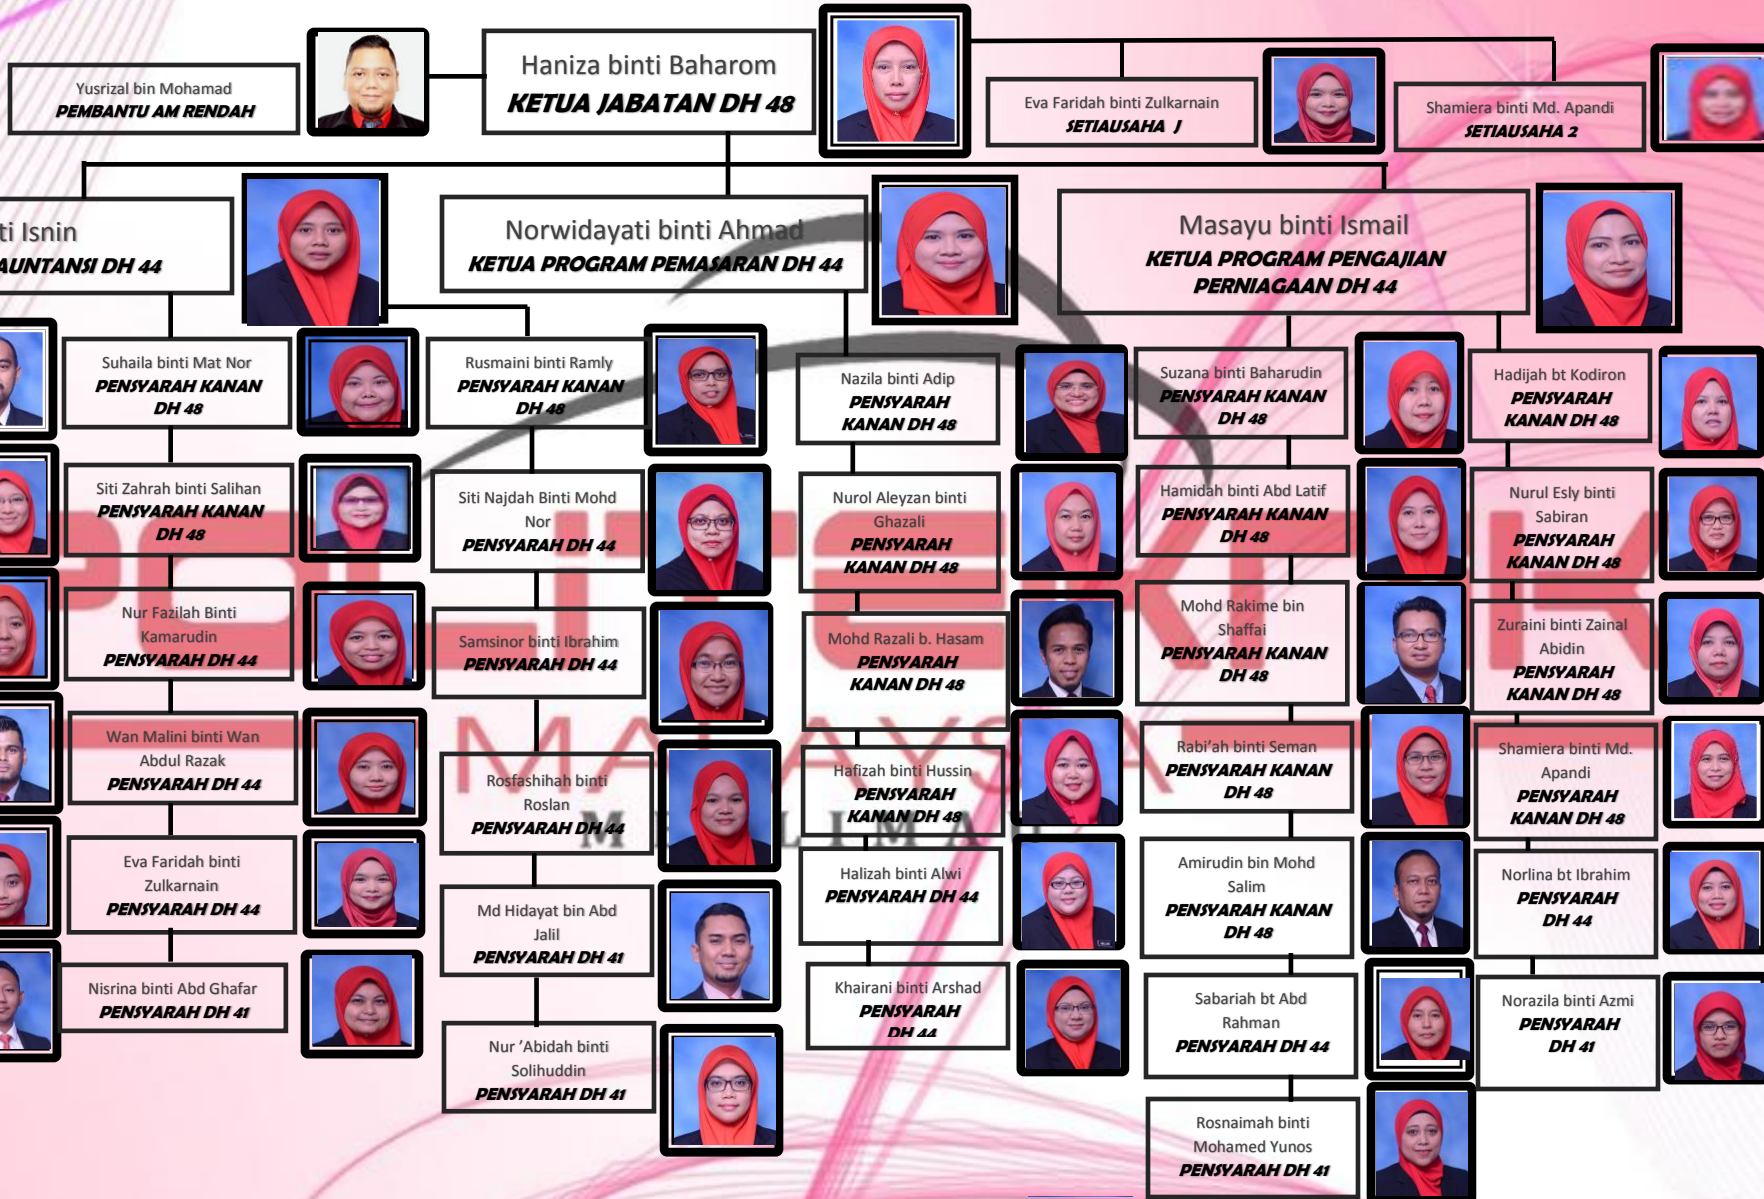 Yusrizal bin Mohamad
PEMBANTU AM RENDAH
Haniza binti Baharom
KETUA JABATAN DH 48
Eva Faridah binti Zulkarnain
SETIAUSAHA 1
Shamiera binti Md. Apandi
SETIAUSAHA 2
ti Isnin
AUNTANSI DH 44
Norwidayati binti Ahmad
KETUA PROGRAM PEMASARAN DH 44
Masayu binti Ismail
KETUA PROGRAM PENGAJIAN
PERNIAGAAN DH 44
Suhaila binti Mat Nor
PENSYARAH KANAN
DH 48
Siti Zahrah binti Salihan
PENSYARAH KANAN
DH 48
Nur Fazilah Binti
Kamarudin
PENSYARAH DH 44
Wan Malini binti Wan
Abdul Razak
PENSYARAH DH 44
Eva Faridah binti
Zulkarnain
PENSYARAH DH 44
Nisrina binti Abd Ghafar
PENSYARAH DH 41
Rusmaini binti Ramly
PENSYARAH KANAN
DH 48
Siti Najdah Binti Mohd
Nor
PENSYARAH DH 44
Samsinor binti Ibrahim
PENSYARAH DH 44
Rosfashihah binti
Roslan
PENSYARAH DH 44
Md Hidayat bin Abd
Jalil
PENSYARAH DH 41
Nur 'Abidah binti
Solihuddin
PENSYARAH DH 41
Nazila binti Adip
PENSYARAH
KANAN DH 48
Nurol Aleyzan binti
Ghazali
PENSYARAH
KANAN DH 48
Mohd Razali b. Hasam
PENSYARAH
KANAN DH 48
Hafizah binti Hussin
PENSYARAH
KANAN DH 48
Halizah binti Alwi
PENSYARAH DH 44
Khairani binti Arshad
PENSYARAH
DH 44
Suzana binti Baharudin
PENSYARAH KANAN
DH 48
Hamidah binti Abd Latif
PENSYARAH KANAN
DH 48
Mohd Rakime bin
Shaffai
PENSYARAH KANAN
DH 48
Rabi'ah binti Seman
PENSYARAH KANAN
DH 48
Amirudin bin Mohd
Salim
PENSYARAH KANAN
DH 48
Sabariah bt Abd
Rahman
PENSYARAH DH 44
Rosnaimah binti
Mohamed Yunos
PENSYARAH DH 41
Hadijah bt Kodiron
PENSYARAH
KANAN DH 48
Nurul Esly binti
Sabiran
PENSYARAH
KANAN DH 48
Zuraini binti Zainal
Abidin
PENSYARAH
KANAN DH 48
Shamiera binti Md.
Apandi
PENSYARAH
KANAN DH 48
Norlina bt Ibrahim
PENSYARAH
DH 44
Norazila binti Azmi
PENSYARAH
DH 41
POLITEKNIK
MALAYSIA